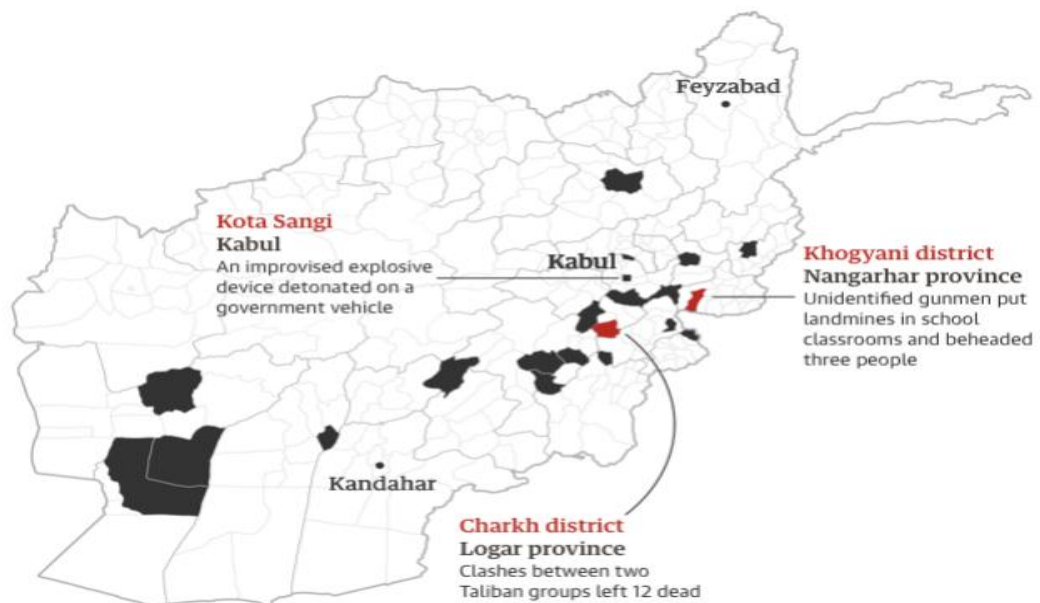 Feyzabad
Kota Sangi
Kabul
An improvised explosive
device detonated on a
government vehicle
Kabul
Khogyani district
Nangarhar province
Unidentified gunmen put
landmines in school
classrooms and beheaded
three people
Kandahar
Charkh district
Logar province
Clashes between two
Taliban groups left 12 dead